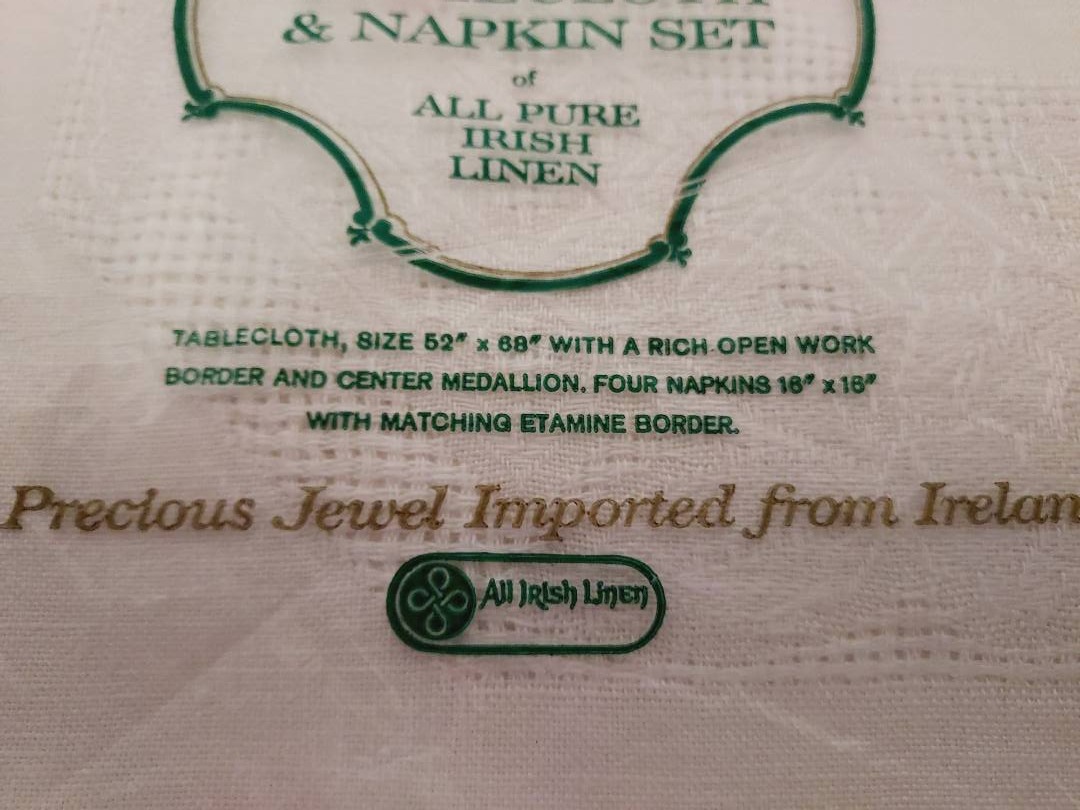 & NAPKIN SET
of
ALL PURE
IRISH
LINEN
TABLECLOTH, SIZE 52" x 68" WITH A RICH OPEN WORK
BORDER AND CENTER MEDALLION. FOUR NAPKINS 16" x 16"
WITH MATCHING ETAMINE BORDER.
Precious Jewel Imported from Irelan
All Irish Linen